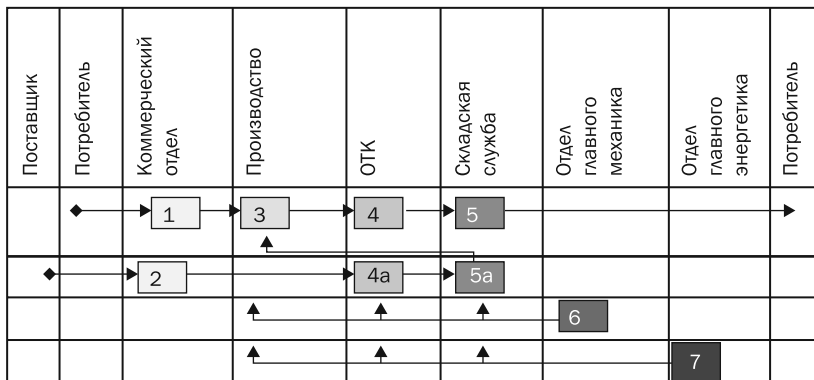 Поставщик
Потребитель
Коммерческий
отдел
Производство
ОТК
Складская
служба
Отдел
главного
механика
Отдел
главного
энергетика
Потребитель
1
3
4
5
2
4а
5а
6
7